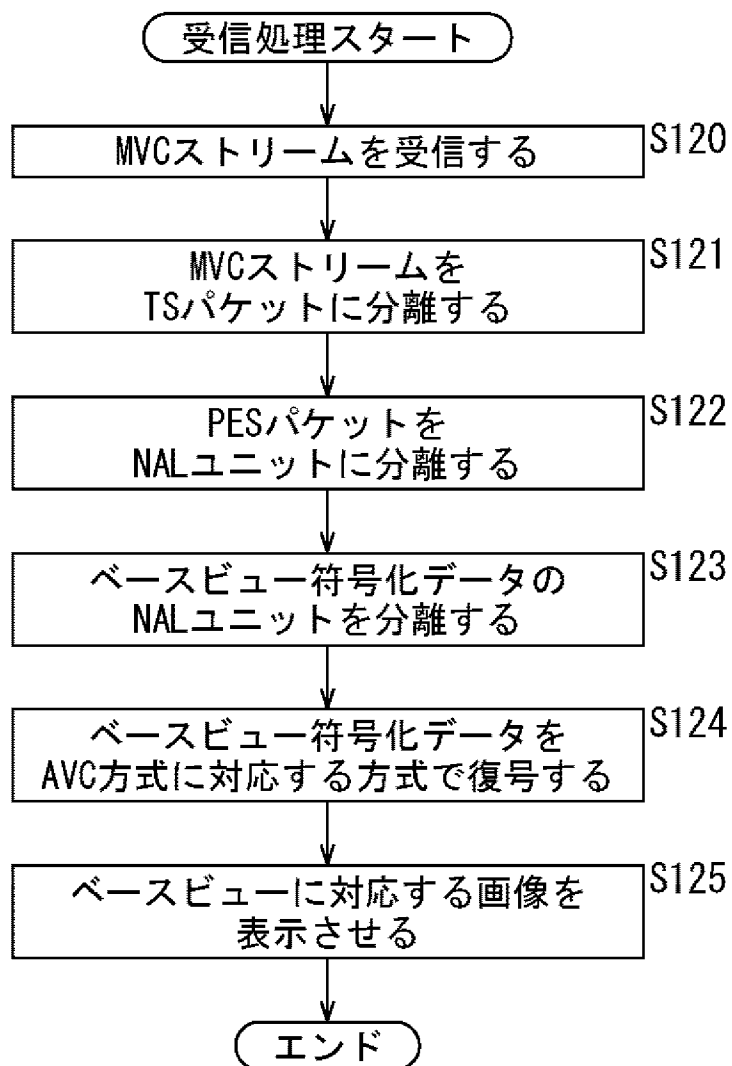 受信処理スタート
MVCストリームを受信する
S120
MVCストリームを
TSパケットに分離する
S121
PESパケットを
NALユニットに分離する
S122
ベースビュー符号化データの
NALユニットを分離する
S123
ベースビュー符号化データを
AVC方式に対応する方式で復号する
S124
ベースビューに対応する画像を
表示させる
S125
エンド